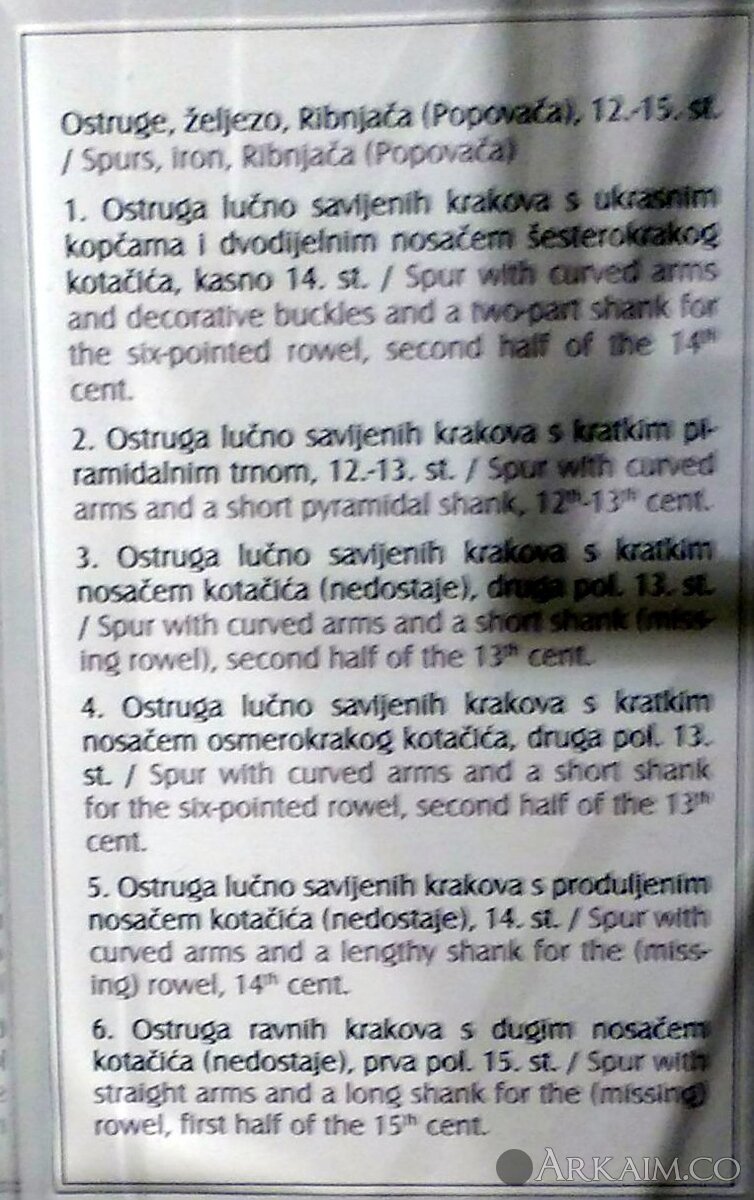 Ostruge, željezo, Ribnjača (Popovača), 12.-15. st.
/ Spurs, iron, Ribnjača (Popovača)
1. Ostruga lučno savijenih krakova s ukrasnim
kopčama i dvodijelnim nosačem šesterokrakog
kotačića, kasno 14. st. / Spur with curved arms
and decorative buckles and a two-part shank for
the six-pointed rowel, second half of the 14th
cent.
2. Ostruga lučno savijenih krakova s kratkim pi-
ramidalnim trnom, 12.-13. st. / Spur with curved
arms and a short pyramidal shank, 12th-13th cent.
3. Ostruga lučno savijenih krakova s kratkim
nosačem kotačića (nedostaje), druga pol. 13. st.
/ Spur with curved arms and a short shank (miss-
ing rowel), second half of the 13th cent.
4. Ostruga lučno savijenih krakova s kratkim
nosačem osmerokrakog kotačića, druga pol. 13.
st. / Spur with curved arms and a short shank
for the six-pointed rowel, second half of the 13th
cent.
5. Ostruga lučno savijenih krakova s produljenim
nosačem kotačića (nedostaje), 14. st. / Spur with
curved arms and a lengthy shank for the (miss-
ing) rowel, 14th cent.
6. Ostruga ravnih krakova s dugim nosačem
kotačića (nedostaje), prva pol. 15. st. / Spur with
straight arms and a long shank for the (missing)
rowel, first half of the 15th cent.
ARKAIM.CO